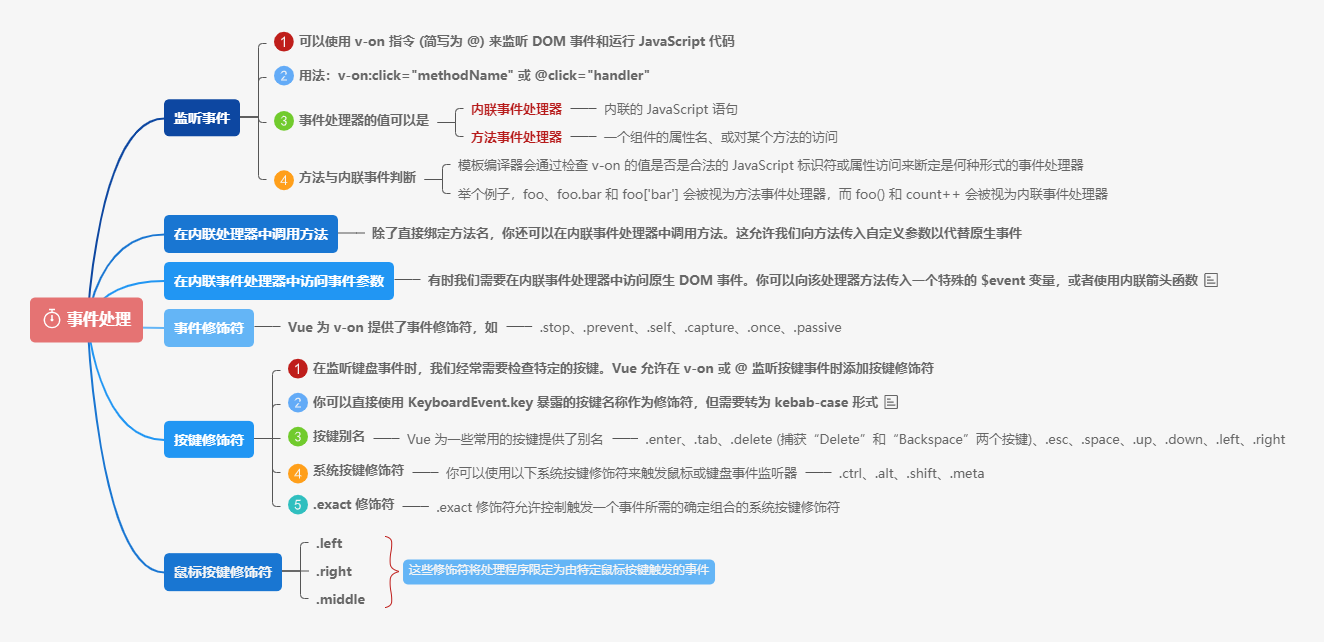 事件处理
监听事件
1 可以使用 v-on 指令 (简写为 @) 来监听 DOM 事件和运行 JavaScript 代码
2 用法：v-on:click="methodName" 或 @click="handler"
3 事件处理器的值可以是
内联事件处理器 内联的 JavaScript 语句
方法事件处理器 一个组件的属性名、或对某个方法的访问
4 方法与内联事件判断
模板编译器会通过检查 v-on 的值是否是合法的 JavaScript 标识符或属性访问来断定是何种形式的事件处理器
举个例子，foo、foo.bar 和 foo['bar'] 会被视为方法事件处理器，而 foo() 和 count++ 会被视为内联事件处理器
在内联处理器中调用方法 除了直接绑定方法名，你还可以在内联事件处理器中调用方法。这允许我们向方法传入自定义参数以代替原生事件
在内联事件处理器中访问事件参数 有时我们需要在内联事件处理器中访问原生 DOM 事件。你可以向该处理器方法传入一个特殊的 $event 变量，或者使用内联箭头函数
事件修饰符 Vue 为 v-on 提供了事件修饰符，如 .stop、.prevent、.self、.capture、.once、.passive
按键修饰符
1 在监听键盘事件时，我们经常需要检查特定的按键。Vue 允许在 v-on 或 @ 监听按键事件时添加按键修饰符
2 你可以直接使用 KeyboardEvent.key 暴露的按键名称作为修饰符，但需要转为 kebab-case 形式
3 按键别名 Vue 为一些常用的按键提供了别名 .enter、.tab、.delete (捕获“Delete”和“Backspace”两个按键)、.esc、.space、.up、.down、.left、.right
4 系统按键修饰符 你可以使用以下系统按键修饰符来触发鼠标或键盘事件监听器 .ctrl、.alt、.shift、.meta
5 .exact 修饰符 .exact 修饰符允许控制触发一个事件所需的确定组合的系统按键修饰符
鼠标按键修饰符
.left
.right
.middle
这些修饰符将处理程序限定为由特定鼠标按键触发的事件